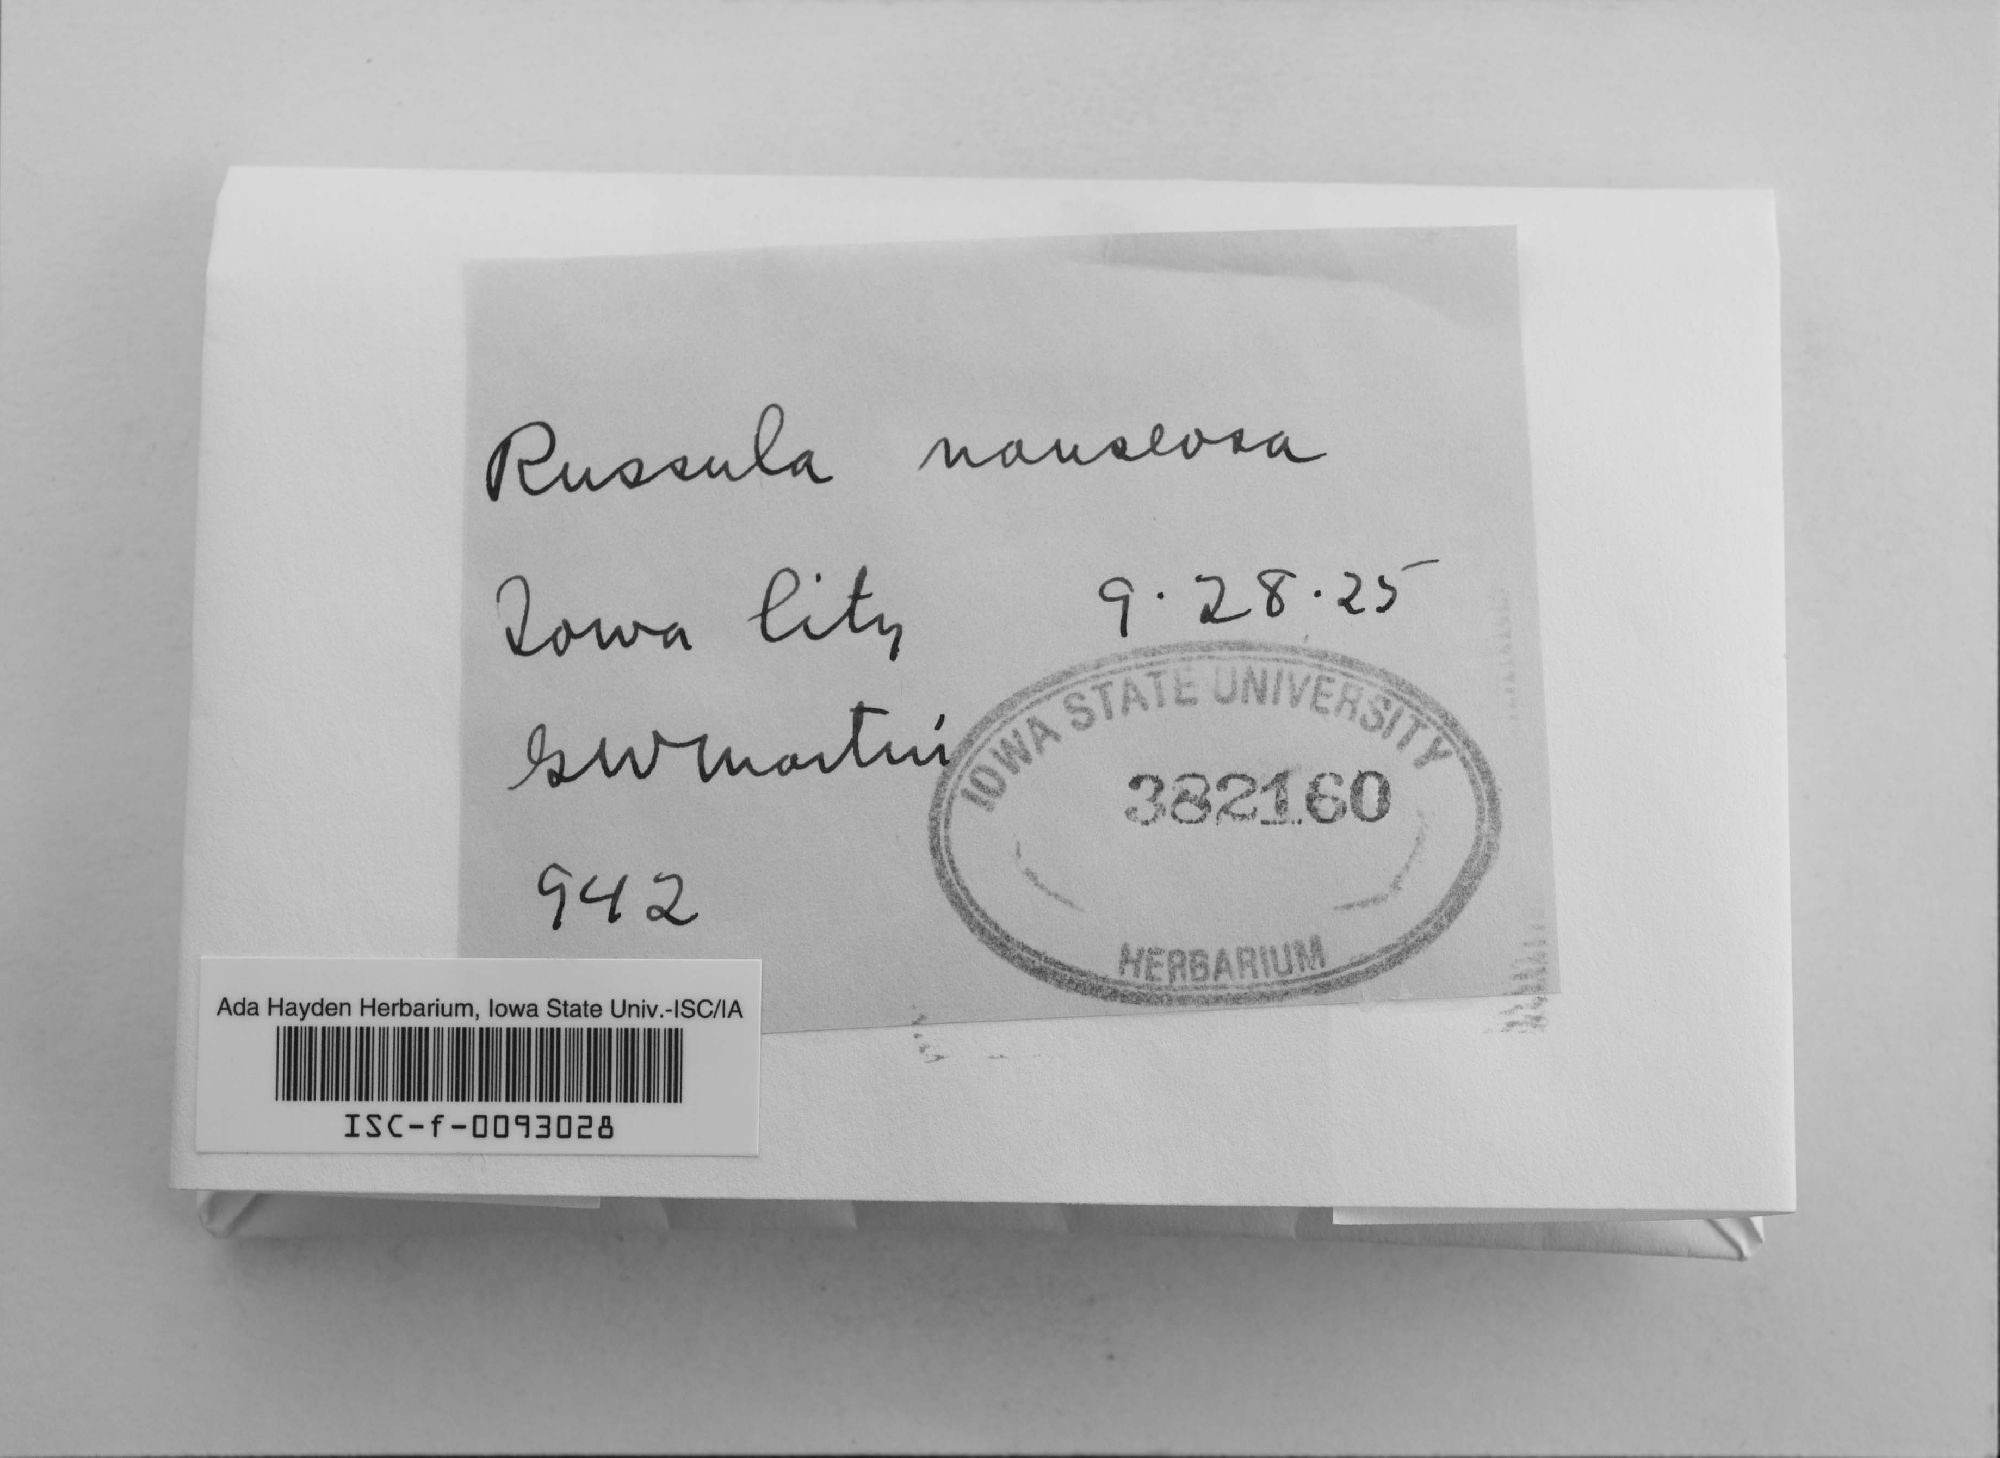 Russula nauseosa
Iowa City 9.28.25
GWMartin
942
IOWA STATE UNIVERSITY
382160
HERBARIUM
Ada Hayden Herbarium, Iowa State Univ.-ISC/IA
ISC-f-0093028